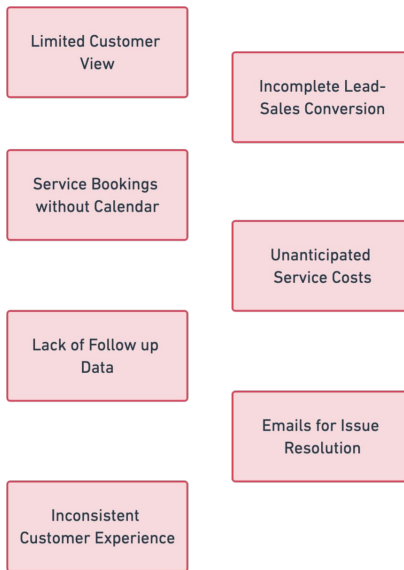 Limited Customer
View
Incomplete Lead-
Sales Conversion
Service Bookings
without Calendar
Unanticipated
Service Costs
Lack of Follow up
Data
Emails for Issue
Resolution
Inconsistent
Customer Experience